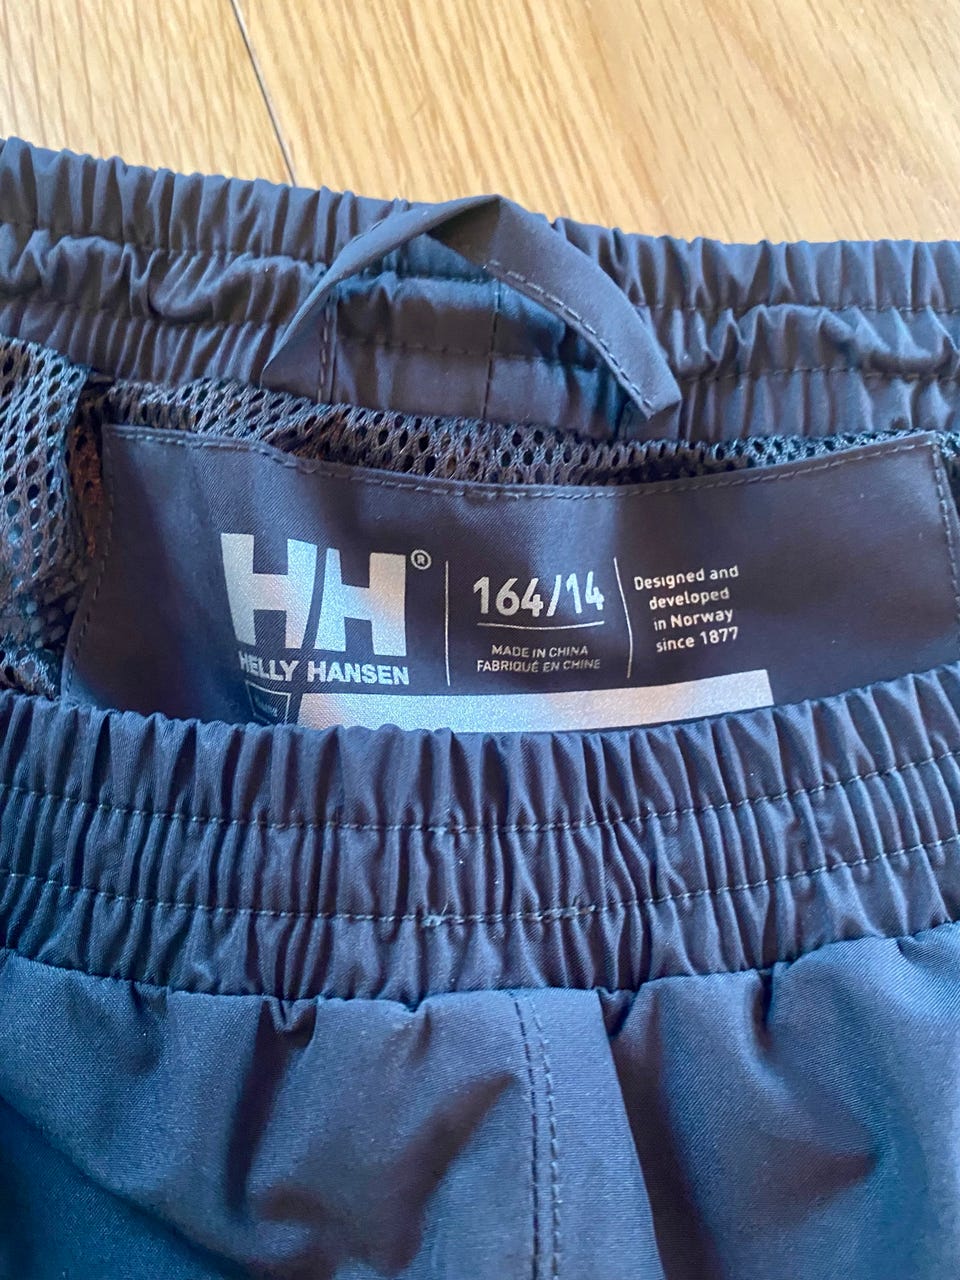 HH®
HELLY HANSEN
164/14
MADE IN CHINA
FABRIQUÉ EN CHINE
Designed and
developed
in Norway
since 1877